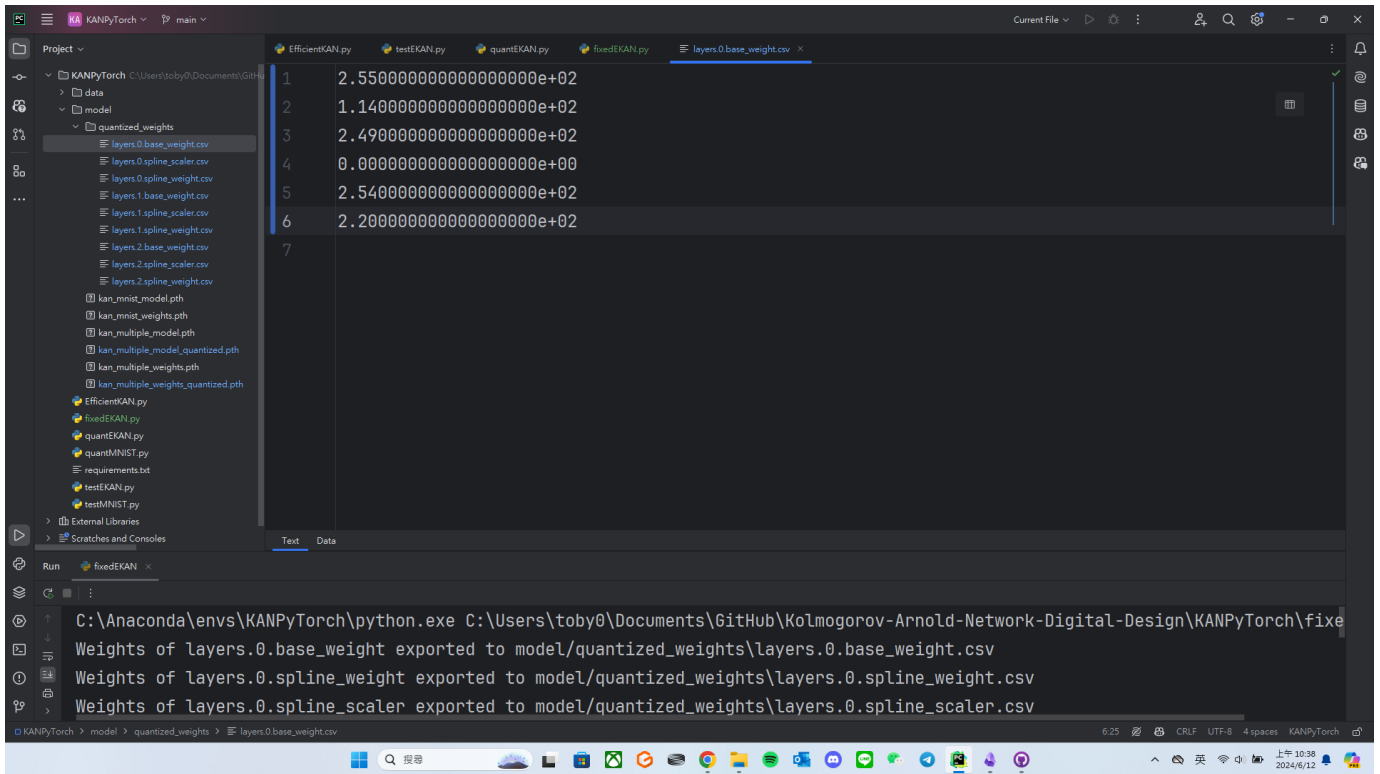 PC KA KANPyTorch main Current File
Project
EfficientKAN.py testEKAN.py quantEKAN.py fixedEKAN.py layers.0.base_weight.csv
KANPyTorch C:\Users\toby0\Documents\GitHu
data
model
quantized_weights
layers.0.base_weight.csv
layers.0.spline_scaler.csv
layers.0.spline_weight.csv
layers.1.base_weight.csv
layers.1.spline_scaler.csv
layers.1.spline_weight.csv
layers.2.base_weight.csv
layers.2.spline_scaler.csv
layers.2.spline_weight.csv
kan_mnist_model.pth
kan_mnist_weights.pth
kan_multiple_model.pth
kan_multiple_model_quantized.pth
kan_multiple_weights.pth
kan_multiple_weights_quantized.pth
EfficientKAN.py
fixedEKAN.py
quantEKAN.py
quantMNIST.py
requirements.txt
testEKAN.py
testMNIST.py
External Libraries
Scratches and Consoles
1 2.550000000000000000e+02
2 1.140000000000000000e+02
3 2.490000000000000000e+02
4 0.000000000000000000e+00
5 2.540000000000000000e+02
6 2.200000000000000000e+02
7
Text Data
Run fixedEKAN
C:\Anaconda\envs\KANPyTorch\python.exe C:\Users\toby0\Documents\GitHub\Kolmogorov-Arnold-Network-Digital-Design\KANPyTorch\fixe
Weights of layers.0.base_weight exported to model/quantized_weights\layers.0.base_weight.csv
Weights of layers.0.spline_weight exported to model/quantized_weights\layers.0.spline_weight.csv
Weights of layers.0.spline_scaler exported to model/quantized_weights\layers.0.spline_scaler.csv
KANPyTorch > model > quantized_weights > layers.0.base_weight.csv 6:25 CRLF UTF-8 4 spaces KANPyTorch
搜尋 英 上午 10:38
2024/6/12